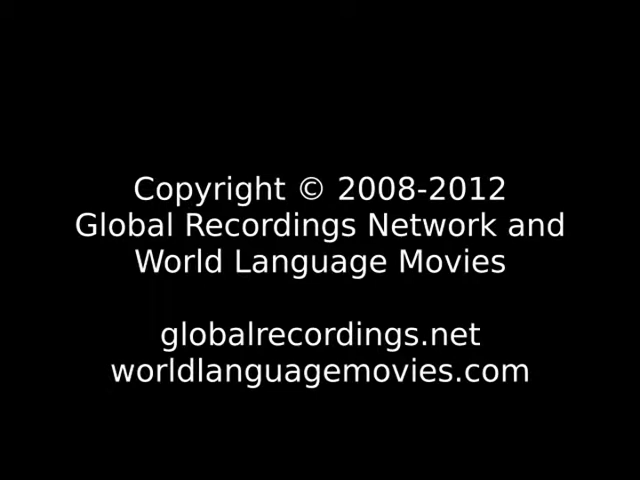 Copyright © 2008-2012
Global Recordings Network and
World Language Movies
globalrecordings.net
worldlanguagemovies.com